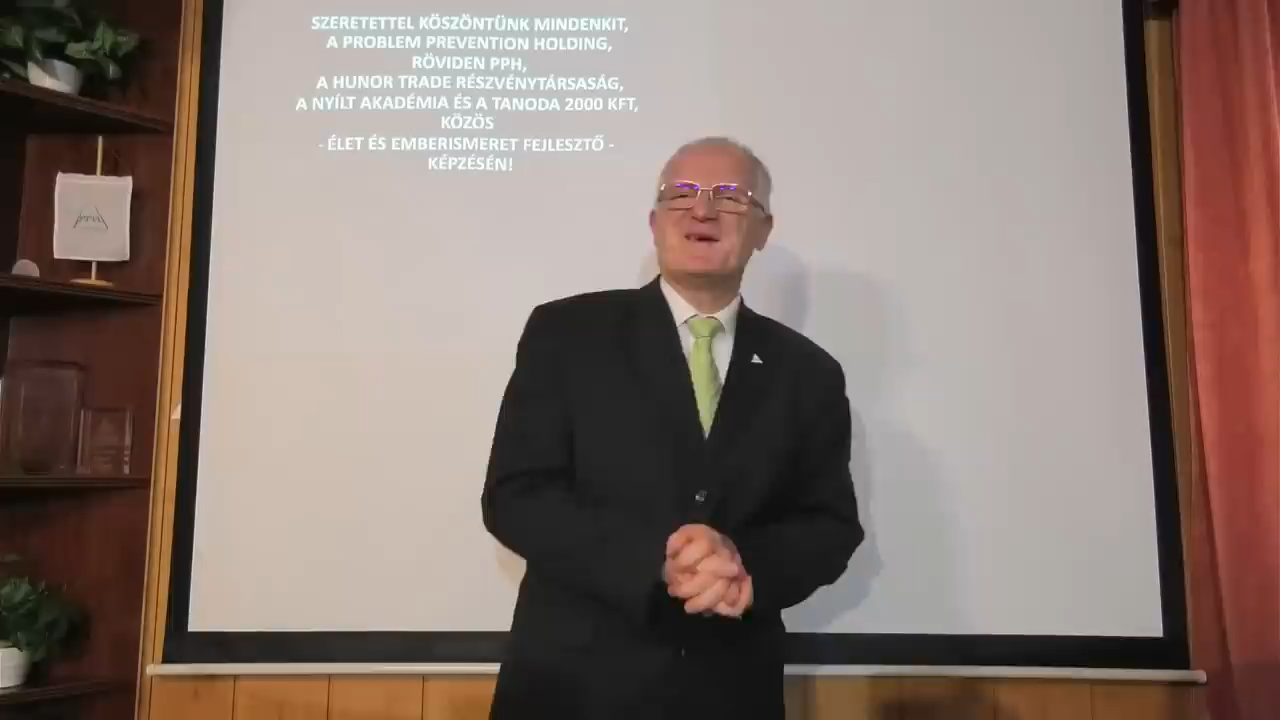 SZERETETTEL KÖSZÖNTÜNK MINDENKIT,
A PROBLEM PREVENTION HOLDING,
RÖVIDEN PPH,
A HUNOR TRADE RÉSZVÉNYTÁRSASÁG,
A NYÍLT AKADÉMIA ÉS A TANODA 2000 KFT,
KÖZÖS
- ÉLET ÉS EMBERISMERET FEJLESZTŐ -
KÉPZÉSÉN!